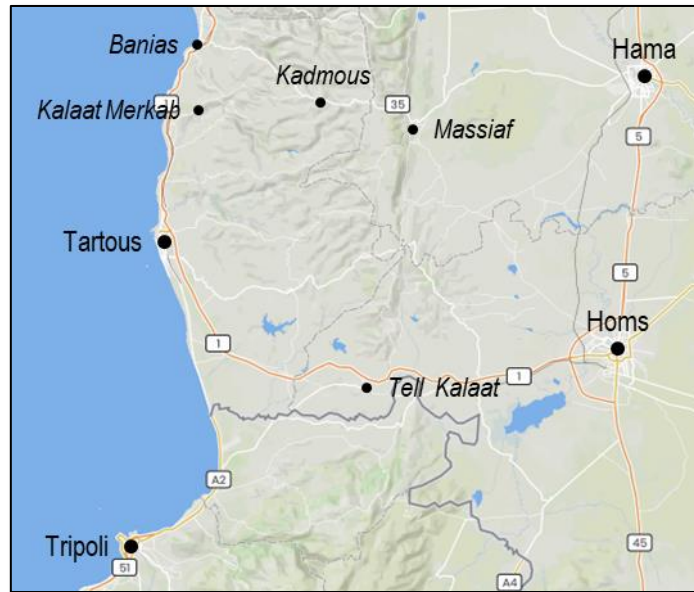 Banias
Hama
Kadmous
Kalaat Merkab
35
Massiaf
5
Tartous
5
1
Homs
1
Tell Kalaat
A2
Tripoli
51
45
A4